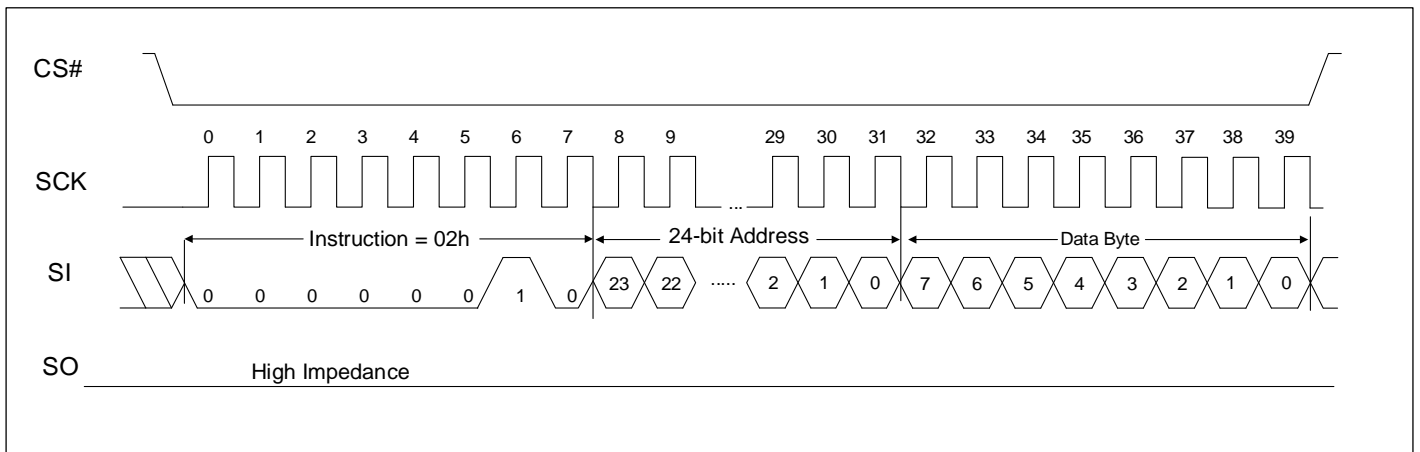 CS#
0 1 2 3 4 5 6 7 8 9 29 30 31 32 33 34 35 36 37 38 39
SCK
...
Instruction = 02h 24-bit Address Data Byte
SI
0 0 0 0 0 0 1 0 23 22 ..... 2 1 0 7 6 5 4 3 2 1 0
SO
High Impedance